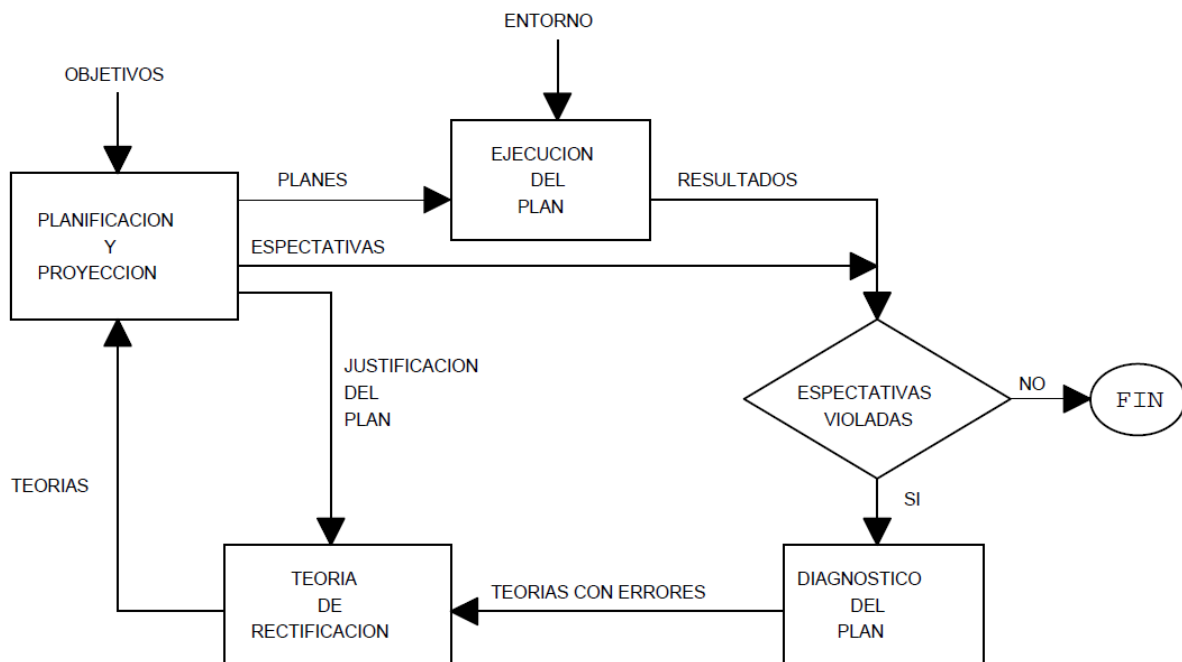 ENTORNO
OBJETIVOS
EJECUCION
DEL
PLAN
PLANES
RESULTADOS
PLANIFICACION
Y
PROYECCION
ESPECTATIVAS
JUSTIFICACION
DEL
PLAN
ESPECTATIVAS
VIOLADAS
NO
FIN
TEORIAS
SI
TEORIA
DE
RECTIFICACION
TEORIAS CON ERRORES
DIAGNOSTICO
DEL
PLAN